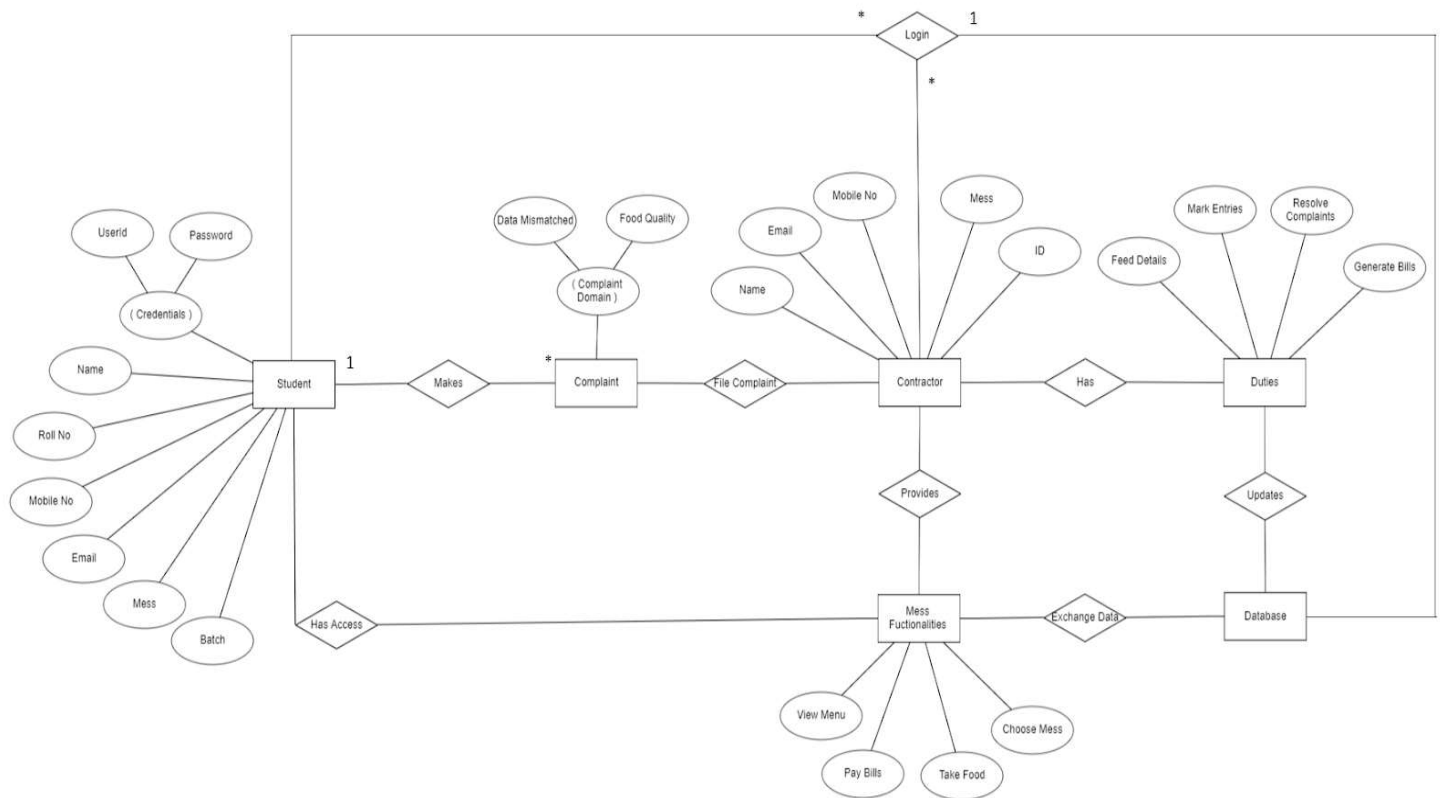 * 1
Login
*
Mobile No Mess
Data Mismatched Food Quality
Mark Entries Resolve
Complaints
UserId Password
Email ID
Feed Details Generate Bills
( Complaint
Domain )
Name
( Credentials )
1 *
Name
Student Makes Complaint File Complaint Contractor Has Duties
Roll No
Mobile No Provides Updates
Email
Mess
Has Access Mess
Fuctionalities Exchange Data Database
Batch
View Menu Choose Mess
Pay Bills Take Food